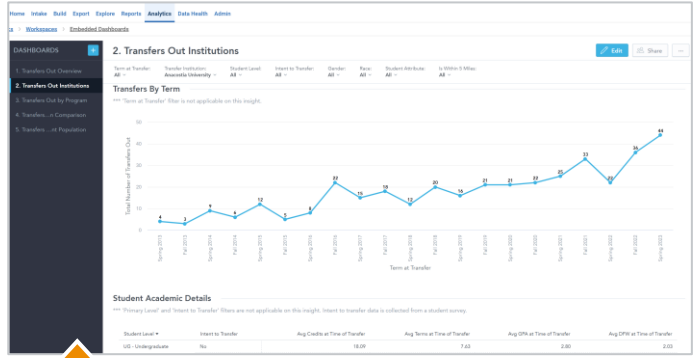 Home Intake Build Export Explore Reports Analytics Data Health Admin
> Workspaces > Embedded Dashboards
DASHBOARDS +
1. Transfers Out Overview
2. Transfers Out Institutions
3. Transfers Out by Program
4. Transfers...n Comparison
5. Transfers ...nt Population
2. Transfers Out Institutions
Edit Share ...
Term at Transfer: Transfer Institution: Student Level: Intent to Transfer: Gender: Race: Student Attribute: Is Within 5 Miles:
All Anacostia University All All All All All All
Transfers By Term
*** 'Term at Transfer' filter is not applicable on this insight.
Total Number of Transfers Out
50
40
30
20
10
0
4 3 9 6 12 5 8 22 15 18 12 20 16 21 21 22 25 33 22 36 44
Spring 2013 Fall 2013 Spring 2014 Fall 2014 Spring 2015 Fall 2015 Spring 2016 Fall 2016 Spring 2017 Fall 2017 Spring 2018 Fall 2018 Spring 2019 Fall 2019 Spring 2020 Fall 2020 Spring 2021 Fall 2021 Spring 2022 Fall 2022 Spring 2023
Term at Transfer
Student Academic Details
*** 'Primary Level' and 'Intent to Transfer' filters are not applicable on this insight. Intent to transfer data is collected from a student survey.
Student Level Intent to Transfer Avg Credits at Time of Transfer Avg Terms at Time of Transfer Avg GPA at Time of Transfer Avg DFW at Time of Transfer
UG - Undergraduate No 18.09 7.63 2.80 2.03